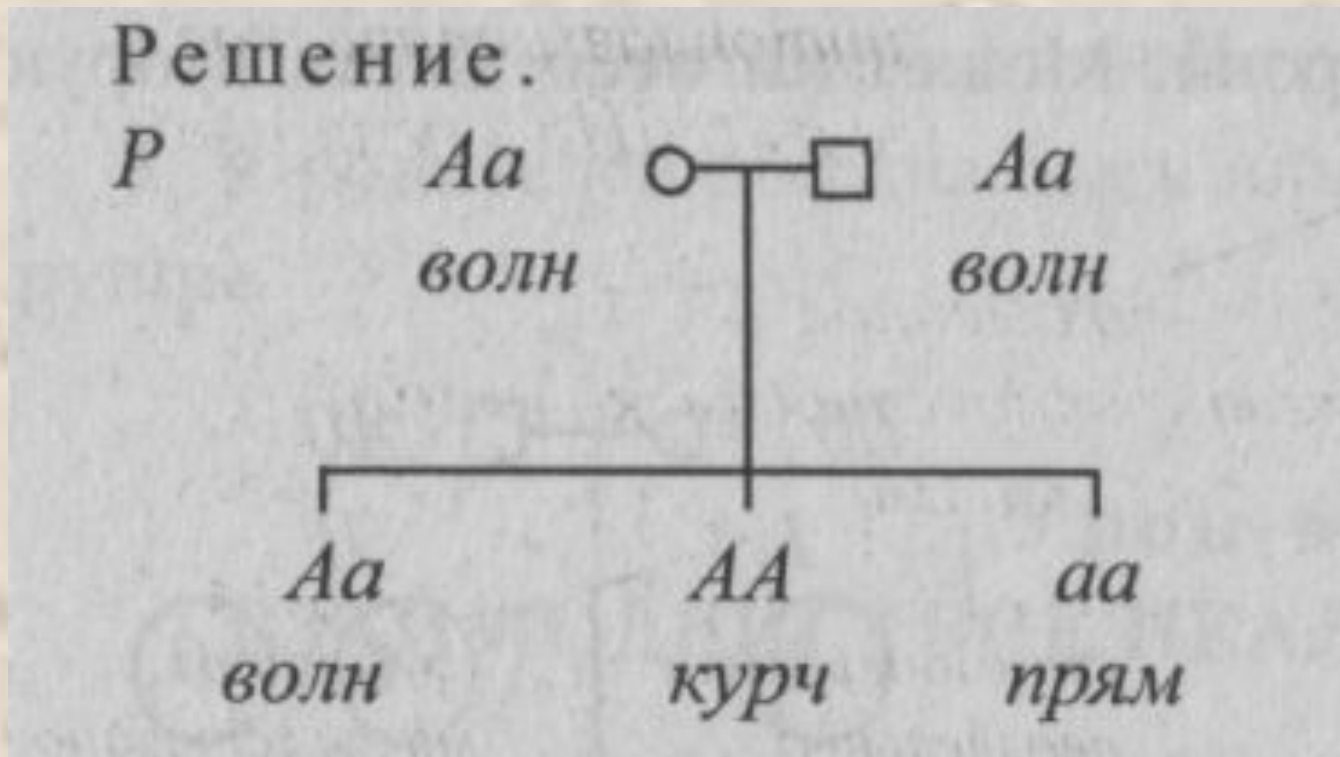 Решение.
P Aa Aa
волн волн
Aa AA aa
волн курч прям